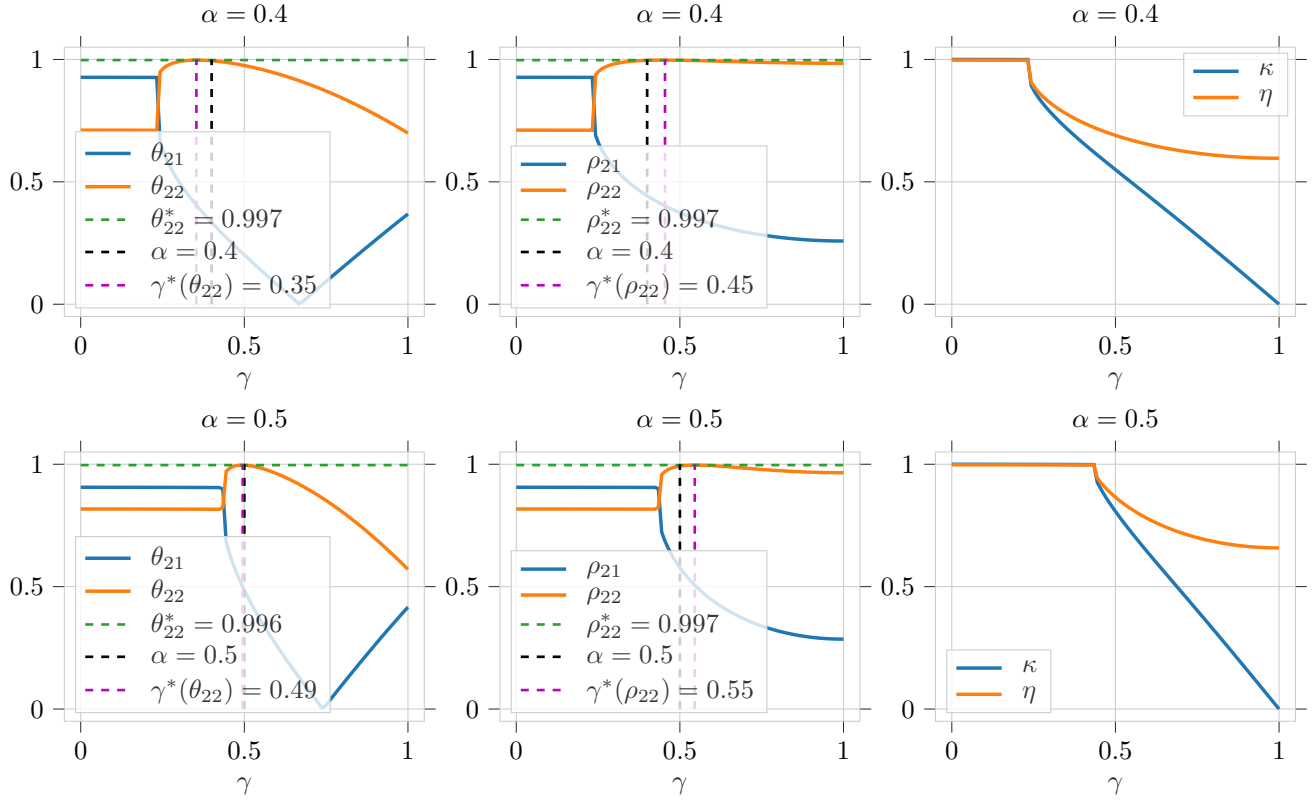 α = 0.4
1
0.5
0
0
0.5
1
γ
θ21
θ22
θ*22 = 0.997
α = 0.4
γ*(θ22) = 0.35
α = 0.4
1
0.5
0
0
0.5
1
γ
ρ21
ρ22
ρ*22 = 0.997
α = 0.4
γ*(ρ22) = 0.45
α = 0.4
1
0.5
0
0
0.5
1
γ
κ
η
α = 0.5
1
0.5
0
0
0.5
1
γ
θ21
θ22
θ*22 = 0.996
α = 0.5
γ*(θ22) = 0.49
α = 0.5
1
0.5
0
0
0.5
1
γ
ρ21
ρ22
ρ*22 = 0.997
α = 0.5
γ*(ρ22) = 0.55
α = 0.5
1
0.5
0
0
0.5
1
γ
κ
η